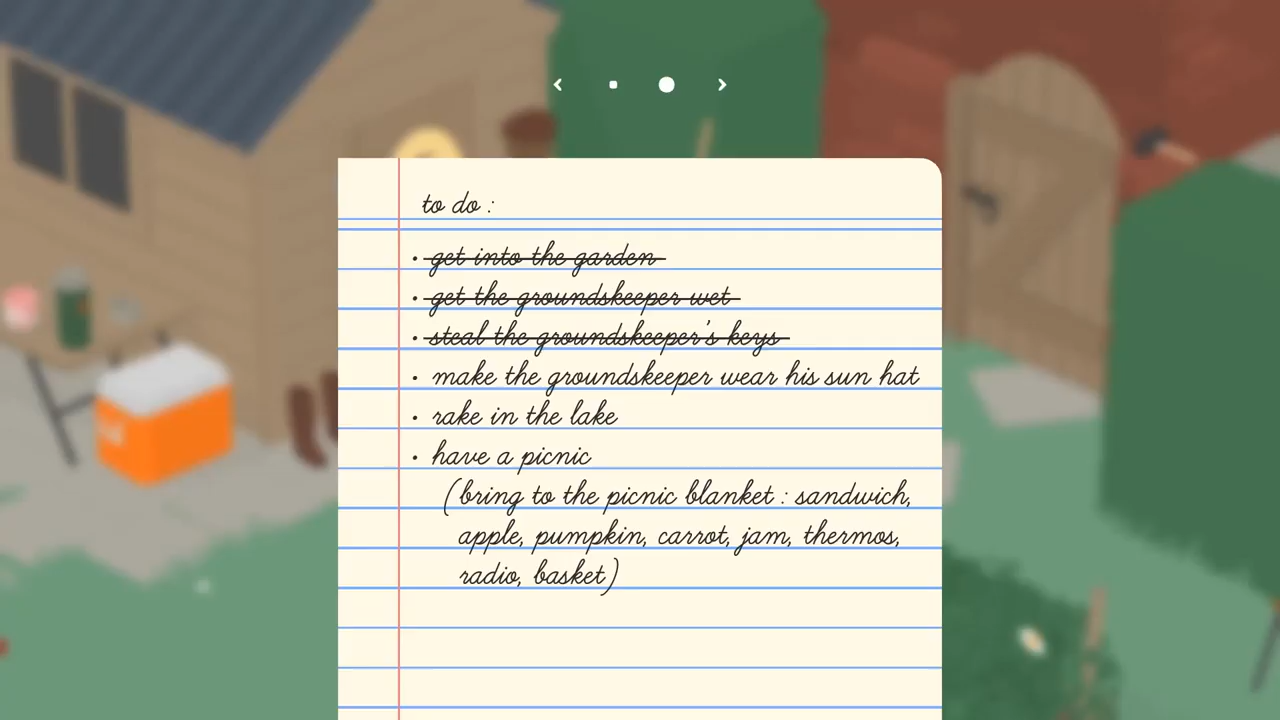 to do :
• get into the garden
• get the groundskeeper wet
• steal the groundskeeper's keys
• make the groundskeeper wear his sun hat
• rake in the lake
• have a picnic
(bring to the picnic blanket : sandwich,
apple, pumpkin, carrot, jam, thermos,
radio, basket)